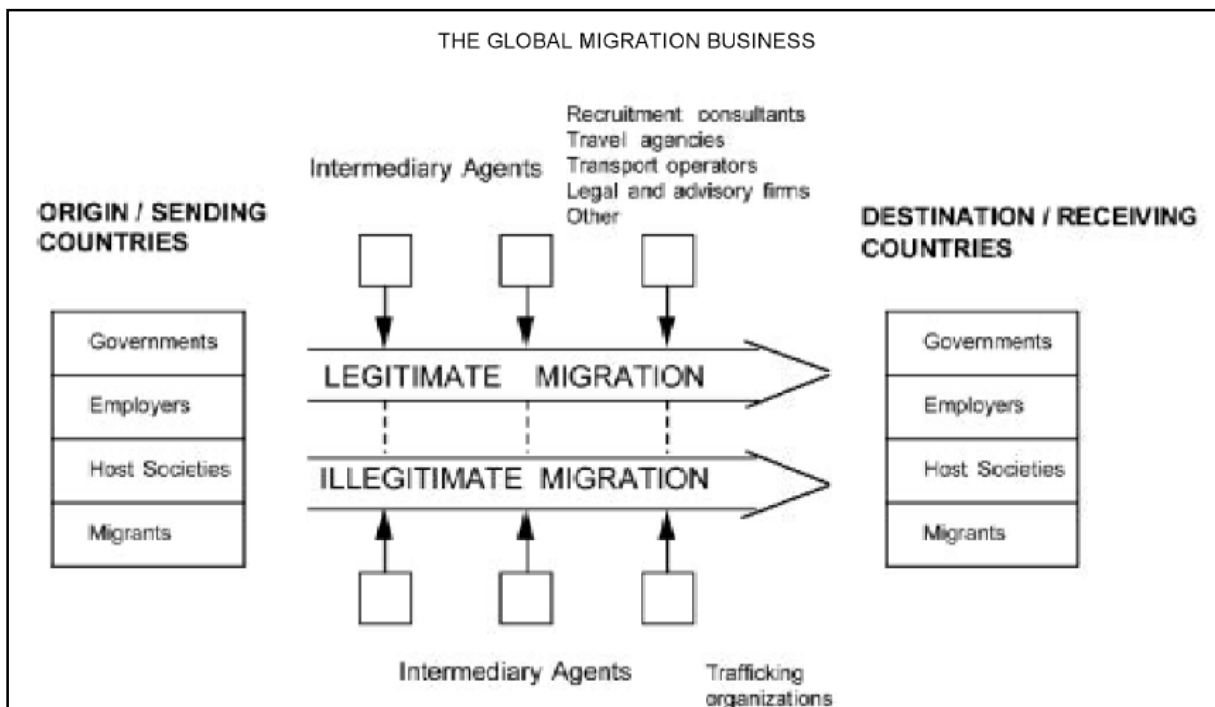 THE GLOBAL MIGRATION BUSINESS
Recruitment consultants
Travel agencies
Intermediary Agents
Transport operators
Legal and advisory firms
Other
ORIGIN / SENDING
COUNTRIES
DESTINATION / RECEIVING
COUNTRIES
Governments
Employers
Host Societies
Migrants
LEGITIMATE MIGRATION
ILLEGITIMATE MIGRATION
Governments
Employers
Host Societies
Migrants
Intermediary Agents
Trafficking
organizations